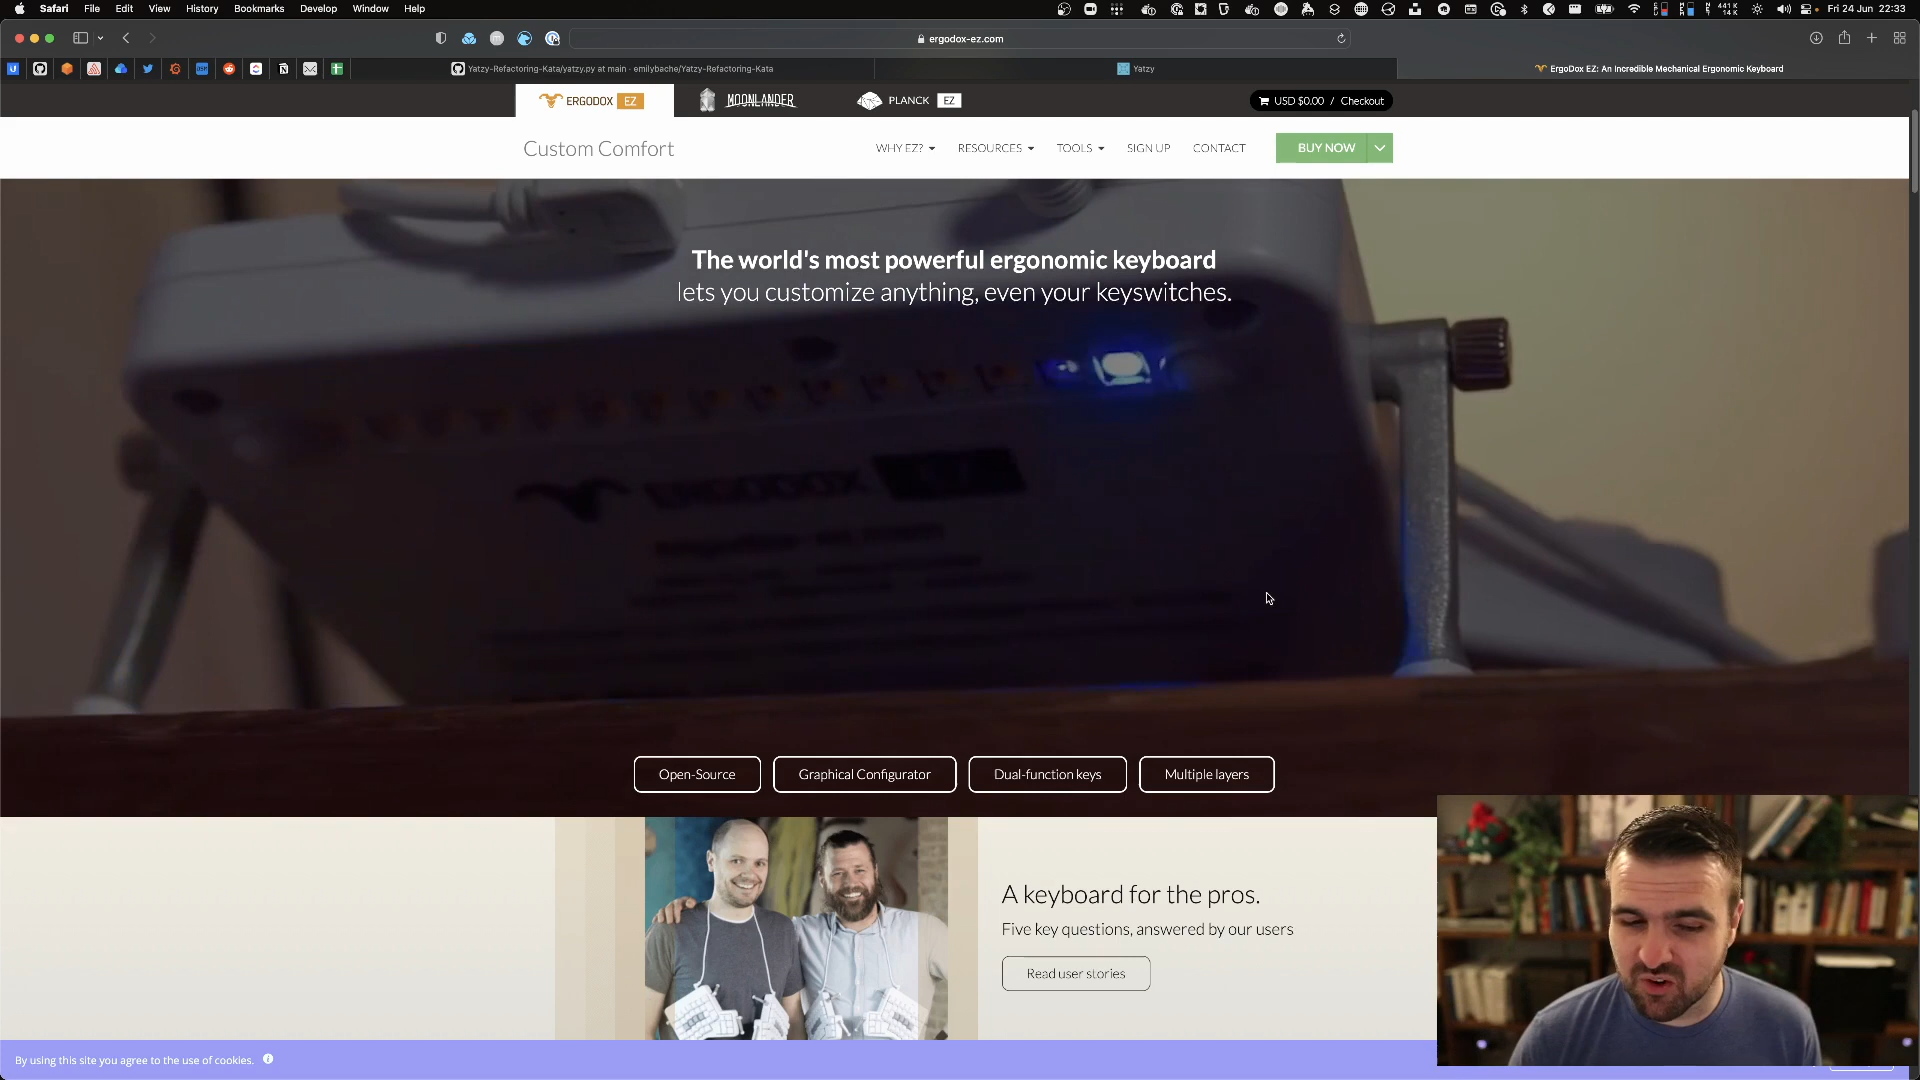 Safari File Edit View History Bookmarks Develop Window Help
Fri 24 Jun 22:33
ergodox-ez.com
Yatzy-Refactoring-Kata/yatzy.py at main · emilybache/Yatzy-Refactoring-Kata
Yatzy
ErgoDox EZ: An Incredible Mechanical Ergonomic Keyboard
ERGODOX EZ
MOONLANDER
PLANCK EZ
USD $0.00 / Checkout
Custom Comfort
WHY EZ?
RESOURCES
TOOLS
SIGN UP
CONTACT
BUY NOW
The world's most powerful ergonomic keyboard
lets you customize anything, even your keyswitches.
ERGODOX
Open-Source
Graphical Configurator
Dual-function keys
Multiple layers
A keyboard for the pros.
Five key questions, answered by our users
Read user stories
By using this site you agree to the use of cookies.